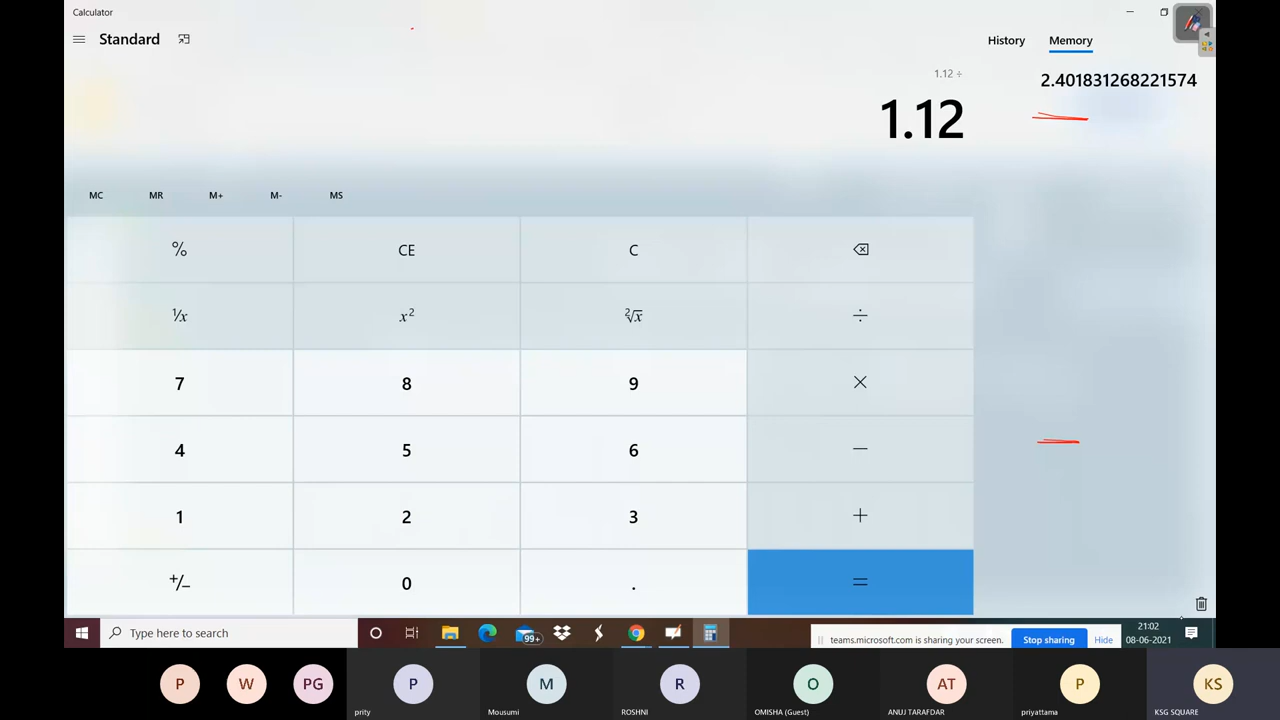 Calculator
Standard
History
Memory
1.12 ÷
2.401831268221574
1.12
MC
MR
M+
M-
MS
%
CE
C
1/x
x²
²√x
÷
7
8
9
×
4
5
6
−
1
2
3
+
+/−
0
.
=
Type here to search
99+
teams.microsoft.com is sharing your screen.
Stop sharing
Hide
21:02
08-06-2021
P
W
PG
P
M
R
O
AT
P
KS
prity
Mousumi
ROSHNI
OMISHA (Guest)
ANUJ TARAFDAR
priyattama
KSG SQUARE